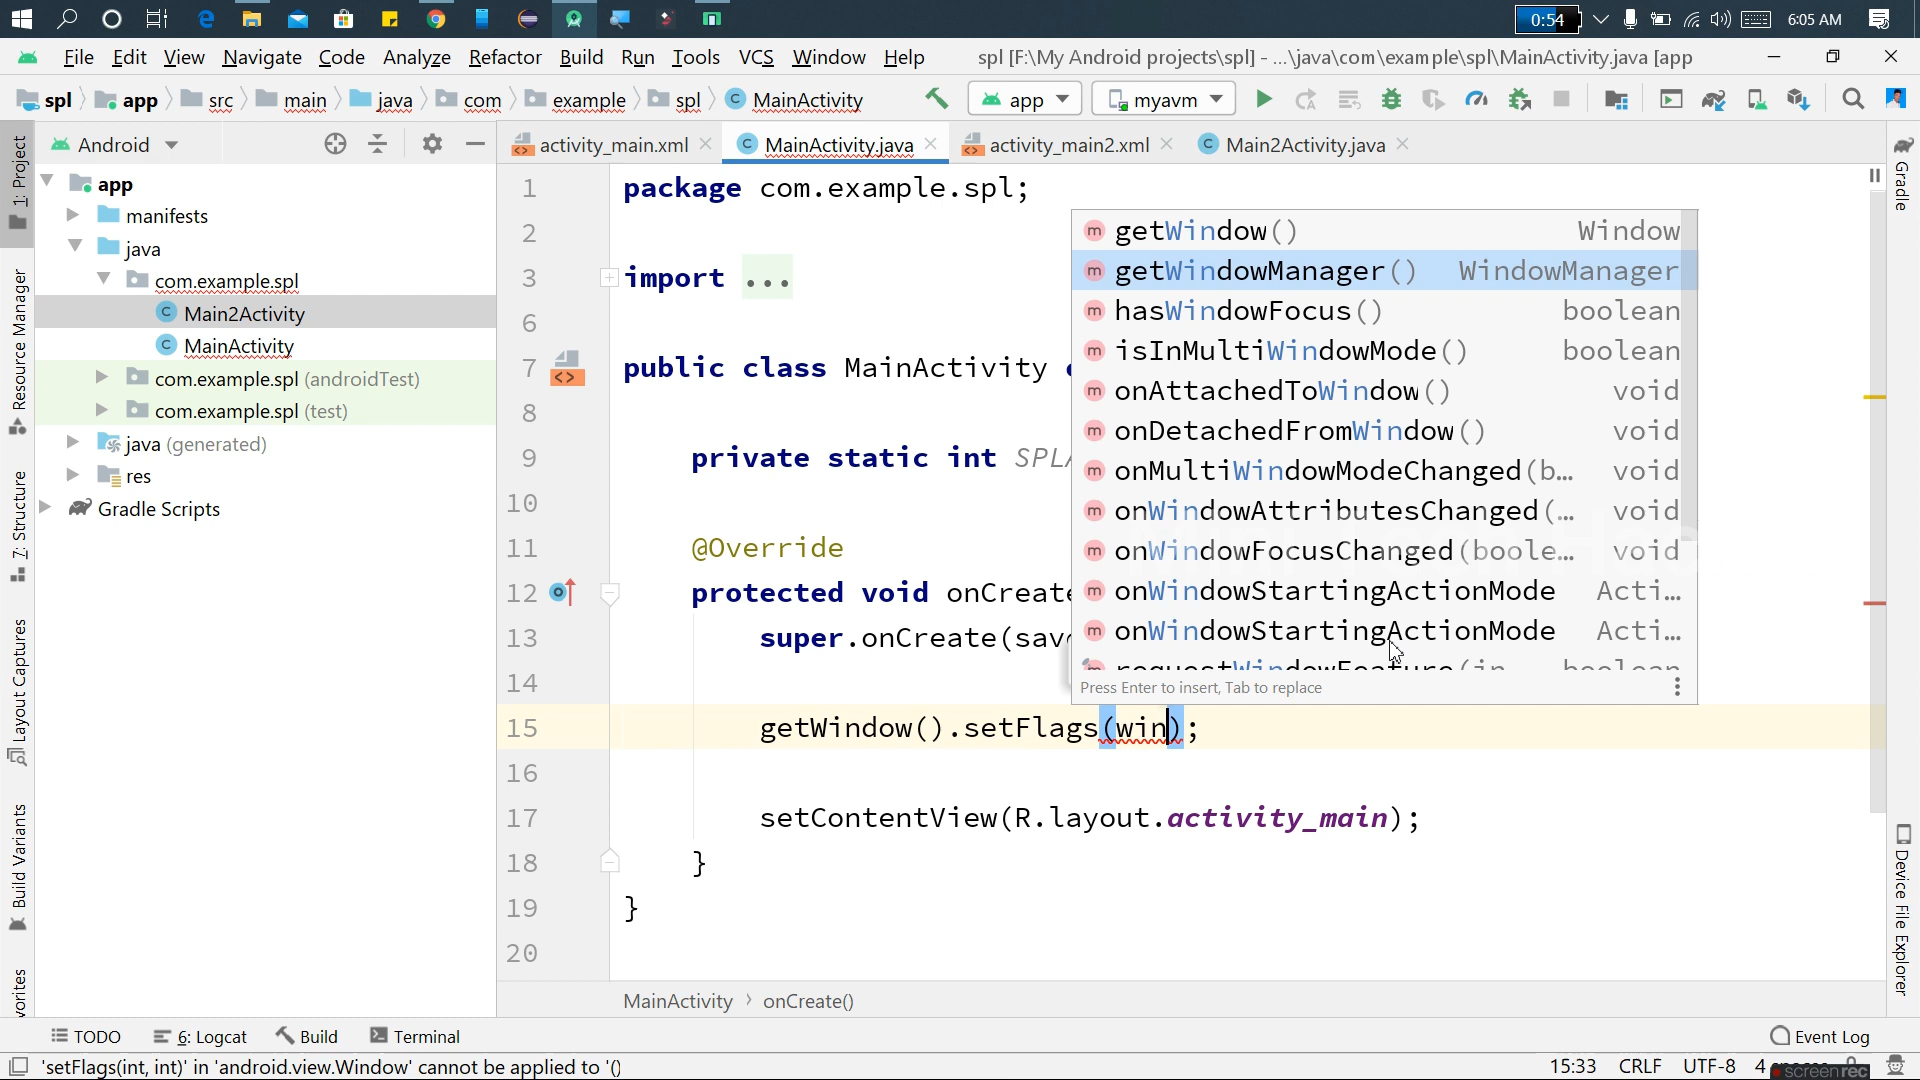 0:54
6:05 AM
File Edit View Navigate Code Analyze Refactor Build Run Tools VCS Window Help
spl [F:\My Android projects\spl] - ...\java\com\example\spl\MainActivity.java [app
spl app src main java com example spl MainActivity
app
myavm
Android
activity_main.xml
MainActivity.java
activity_main2.xml
Main2Activity.java
1: Project
Resource Manager
Z: Structure
Layout Captures
Build Variants
Gradle
Device File Explorer
app
manifests
java
com.example.spl
Main2Activity
MainActivity
com.example.spl (androidTest)
com.example.spl (test)
java (generated)
res
Gradle Scripts
1 package com.example.spl;
2
3 import ...
6
7 public class MainActivity
8
9 private static int SPL
10
11 @Override
12 protected void onCreate
13 super.onCreate(sav
14
15 getWindow().setFlags(win);
16
17 setContentView(R.layout.activity_main);
18 }
19 }
20
getWindow() Window
getWindowManager() WindowManager
hasWindowFocus() boolean
isInMultiWindowMode() boolean
onAttachedToWindow() void
onDetachedFromWindow() void
onMultiWindowModeChanged(b... void
onWindowAttributesChanged(... void
onWindowFocusChanged(boole... void
onWindowStartingActionMode Acti...
onWindowStartingActionMode Acti...
requestWindowFeature(in boolean
Press Enter to insert, Tab to replace
MainActivity › onCreate()
TODO 6: Logcat Build Terminal
Event Log
'setFlags(int, int)' in 'android.view.Window' cannot be applied to '()
15:33 CRLF UTF-8 4
screenrec